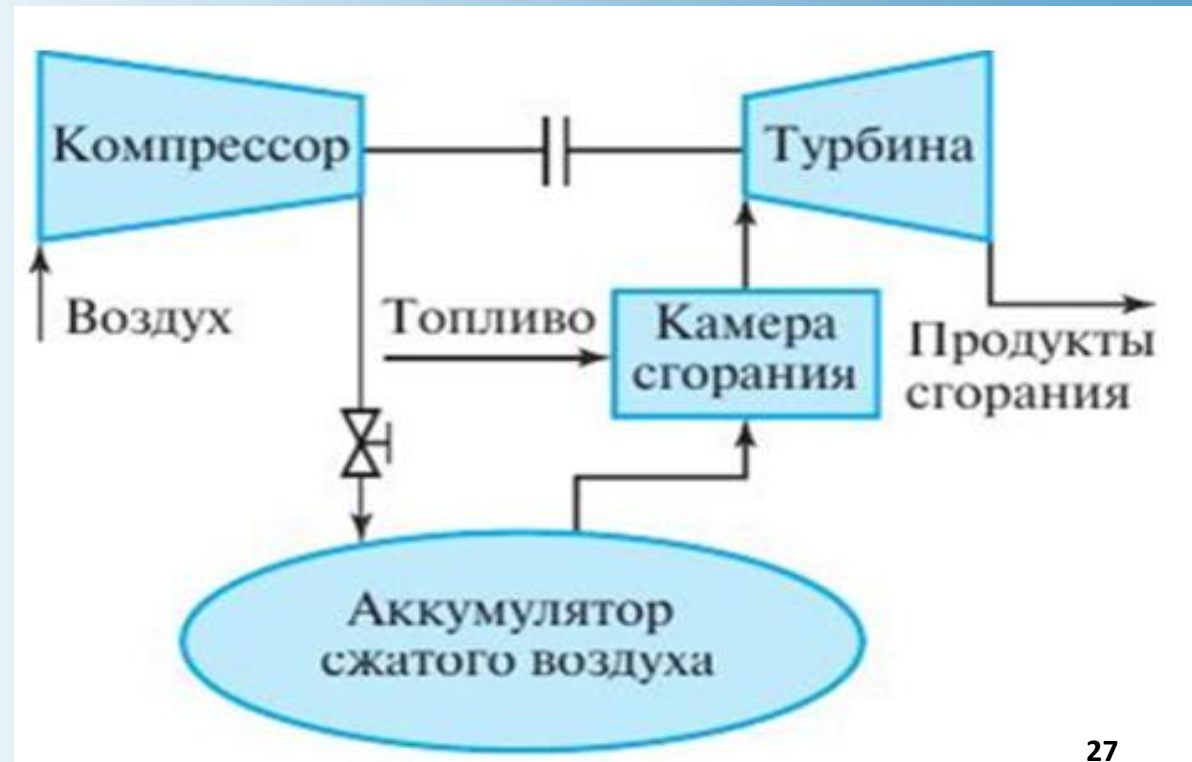 Компрессор
Турбина
Воздух
Топливо
Камера
сгорания
Продукты
сгорания
Аккумулятор
сжатого воздуха
27